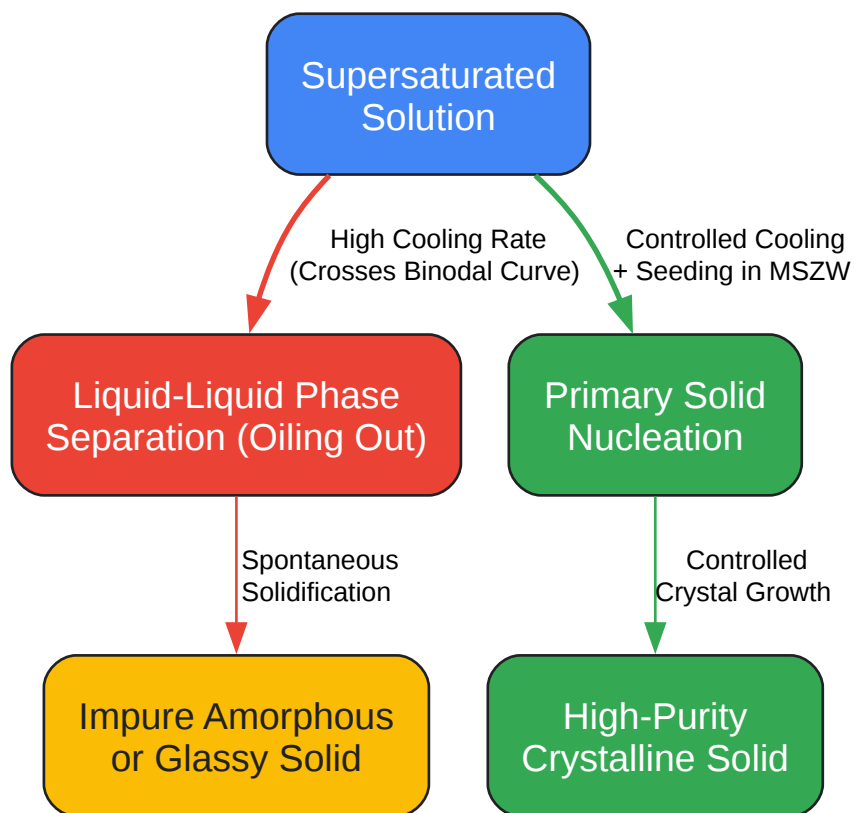 Supersaturated
Solution
High Cooling Rate
(Crosses Binodal Curve)
Controlled Cooling
+ Seeding in MSZW
Liquid-Liquid Phase
Separation (Oiling Out)
Primary Solid
Nucleation
Spontaneous
Solidification
Controlled
Crystal Growth
Impure Amorphous
or Glassy Solid
High-Purity
Crystalline Solid